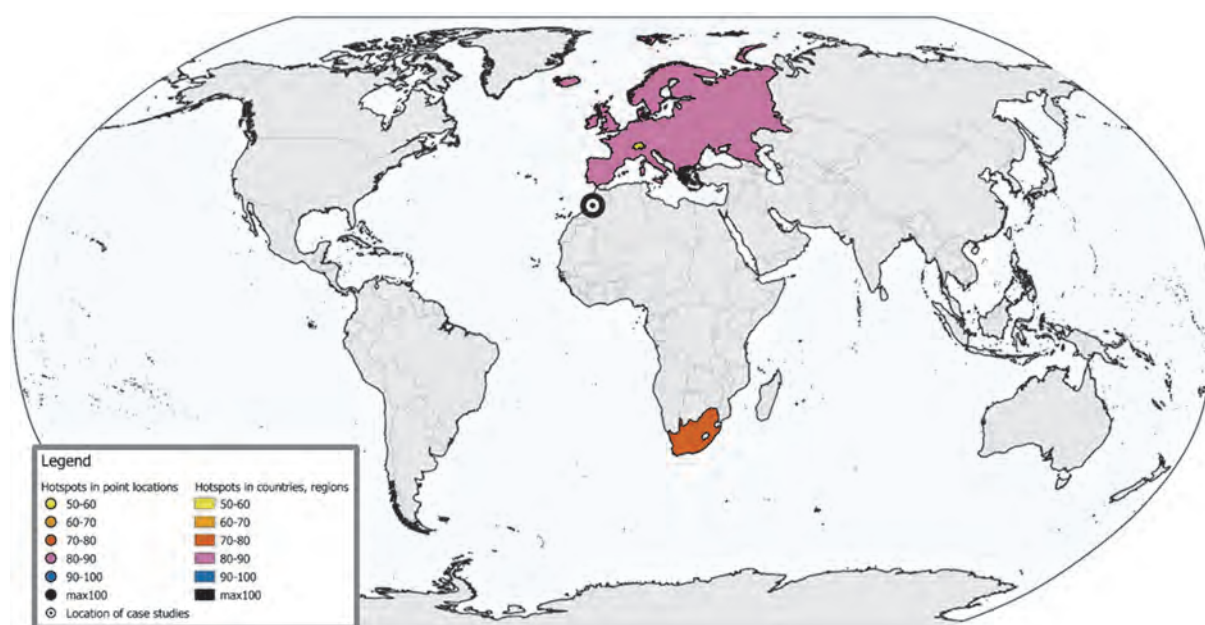 Legend
Hotspots in point locations
50-60
60-70
70-80
80-90
90-100
max100
Location of case studies
Hotspots in countries, regions
50-60
60-70
70-80
80-90
90-100
max100